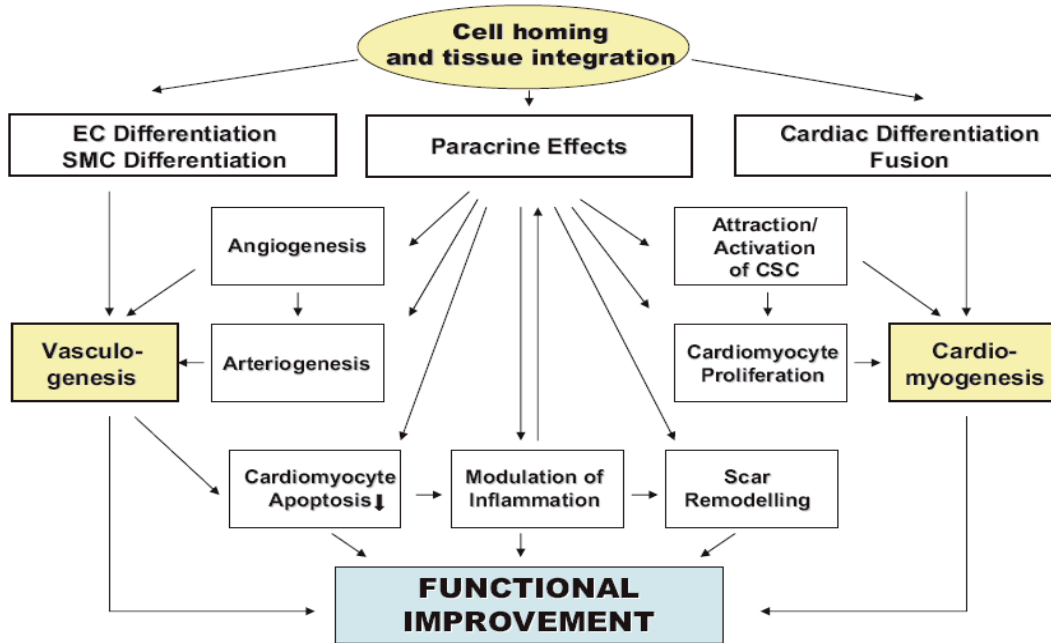 Cell homing
and tissue integration
EC Differentiation
SMC Differentiation
Paracrine Effects
Cardiac Differentiation
Fusion
Angiogenesis
Attraction/
Activation
of CSC
Vasculo-
genesis
Arteriogenesis
Cardiomyocyte
Proliferation
Cardio-
myogenesis
Cardiomyocyte
Apoptosis⬇
Modulation of
Inflammation
Scar
Remodelling
FUNCTIONAL
IMPROVEMENT